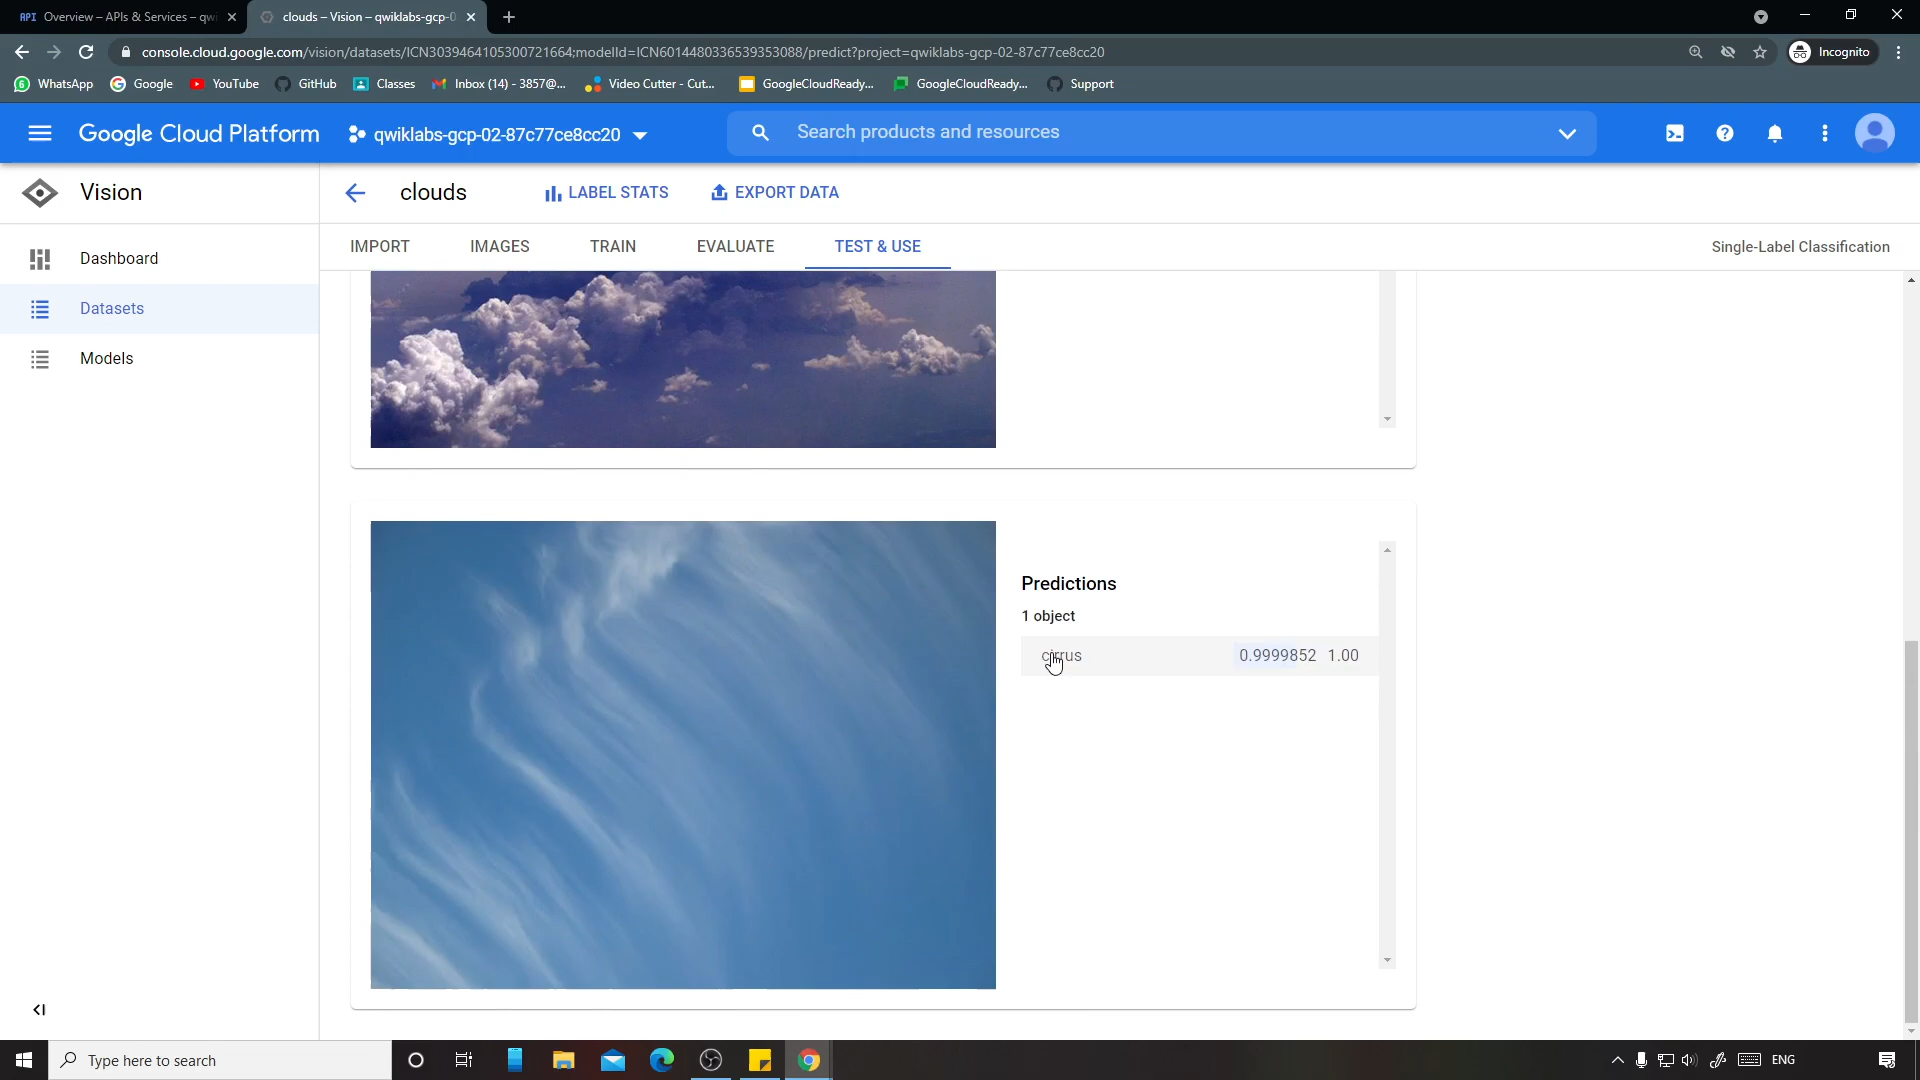 API Overview – APIs & Services – qwi
clouds – Vision – qwiklabs-gcp-0
console.cloud.google.com/vision/datasets/ICN3039464105300721664;modelId=ICN6014480336539353088/predict?project=qwiklabs-gcp-02-87c77ce8cc20
Incognito
WhatsApp Google YouTube GitHub Classes Inbox (14) - 3857@... Video Cutter - Cut... GoogleCloudReady... GoogleCloudReady... Support
Google Cloud Platform
qwiklabs-gcp-02-87c77ce8cc20
Search products and resources
Vision
clouds
LABEL STATS
EXPORT DATA
IMPORT IMAGES TRAIN EVALUATE TEST & USE
Single-Label Classification
Dashboard
Datasets
Models
Predictions
1 object
cirrus 0.9999852 1.00
Type here to search
ENG